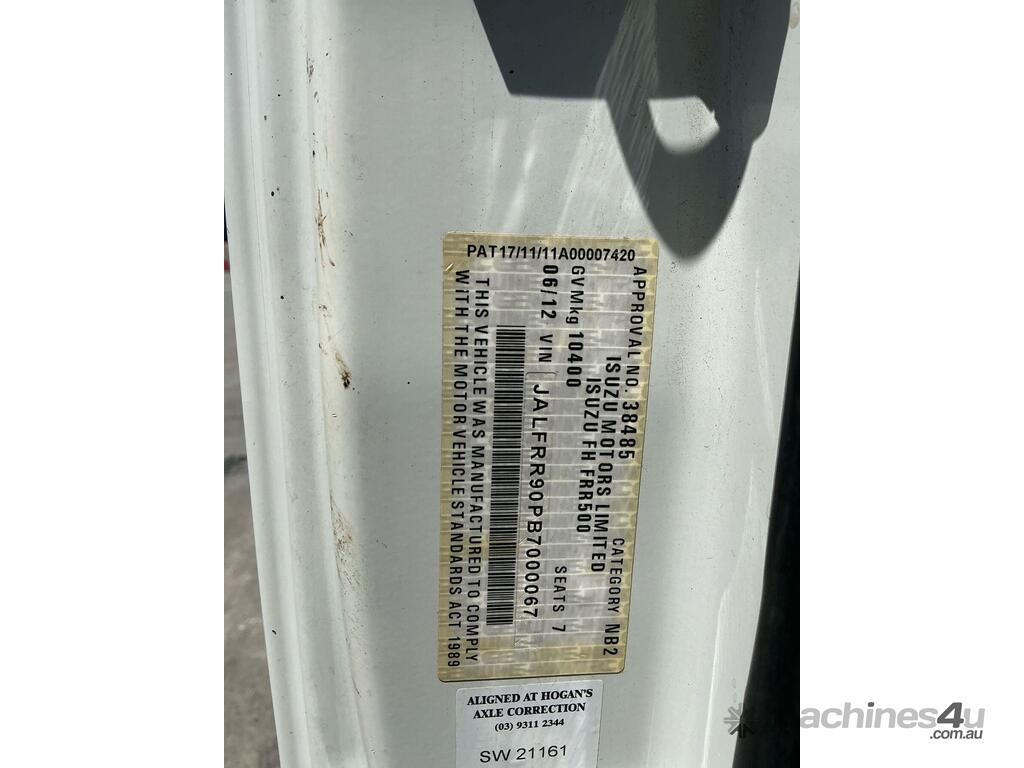 PAT17/11/11A00007420
APPROVAL NO. 38485 CATEGORY NB2
ISUZU MOTORS LIMITED
ISUZU FH FRR500
GVMkg 10400 SEATS 7
06/12 VIN JALFRR90PB7000067
THIS VEHICLE WAS MANUFACTURED TO COMPLY
WITH THE MOTOR VEHICLE STANDARDS ACT 1989
ALIGNED AT HOGAN'S
AXLE CORRECTION
(03) 9311 2344
SW 21161
machines4u
.com.au